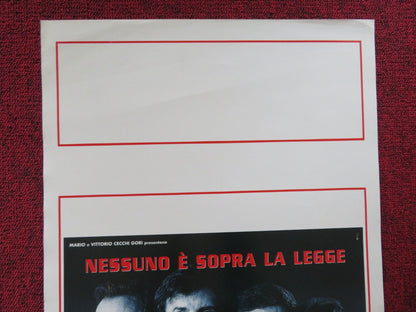 MARIO e VITTORIO CECCHI GORI presentano
NESSUNO È SOPRA LA LEGGE